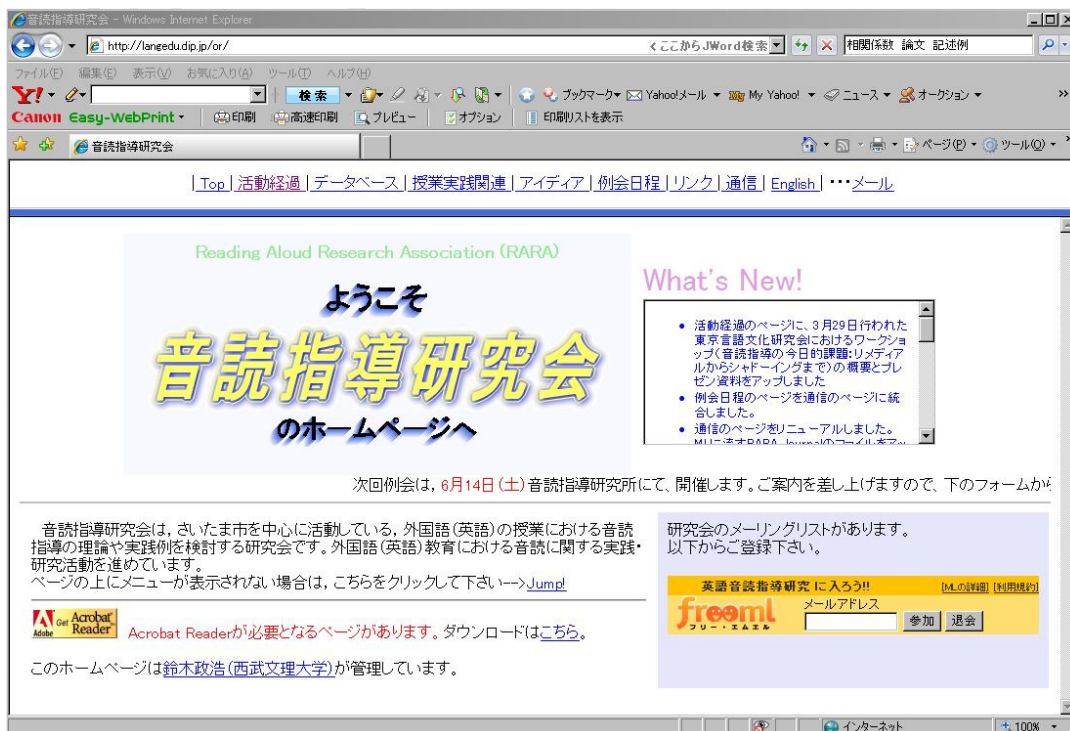 音読指導研究会 - Windows Internet Explorer
http://langedu.dip.jp/or/
くここからJWord検索
相関係数 論文 記述例
ファイル(F) 編集(E) 表示(V) お気に入り(A) ツール(T) ヘルプ(H)
Y! 検索 ブックマーク Yahoo!メール My Yahoo! ニュース オークション »
Canon Easy-WebPrint 印刷 高速印刷 プレビュー オプション 印刷リストを表示
音読指導研究会 ページ(P) ツール(O) »
| Top | 活動経過 | データベース | 授業実践関連 | アイディア | 例会日程 | リンク | 通信 | English | ・・・メール
Reading Aloud Research Association (RARA)
ようこそ
音読指導研究会
のホームページへ
What's New!
• 活動経過のページに、3月29日行われた
東京言語文化研究会におけるワークショ
ップ(音読指導の今日的課題:リメディア
ルからシャドーイングまで)の概要とプレ
ゼン資料をアップしました
• 例会日程のページを通信のページに統
合しました。
• 通信のページをリニューアルしました。
MLに流すRARA Journalのファイルをアッ
次回例会は，6月14日(土)音読指導研究所にて、開催します。ご案内を差し上げますので、下のフォームから
音読指導研究会は，さいたま市を中心に活動している，外国語(英語)の授業における音読
指導の理論や実践例を検討する研究会です。外国語(英語)教育における音読に関する実践・
研究活動を進めています。
ページの上にメニューが表示されない場合は，こちらをクリックして下さい-->Jump!
Get Acrobat Reader Adobe
Acrobat Readerが必要となるページがあります。ダウンロードはこちら。
このホームページは鈴木政浩(西武文理大学)が管理しています。
研究会のメーリングリストがあります。
以下からご登録下さい。
英語音読指導研究 に入ろう!! [MLの詳細] [利用規約]
freeml
フリー・エムエル
メールアドレス
参加 退会
インターネット 100%